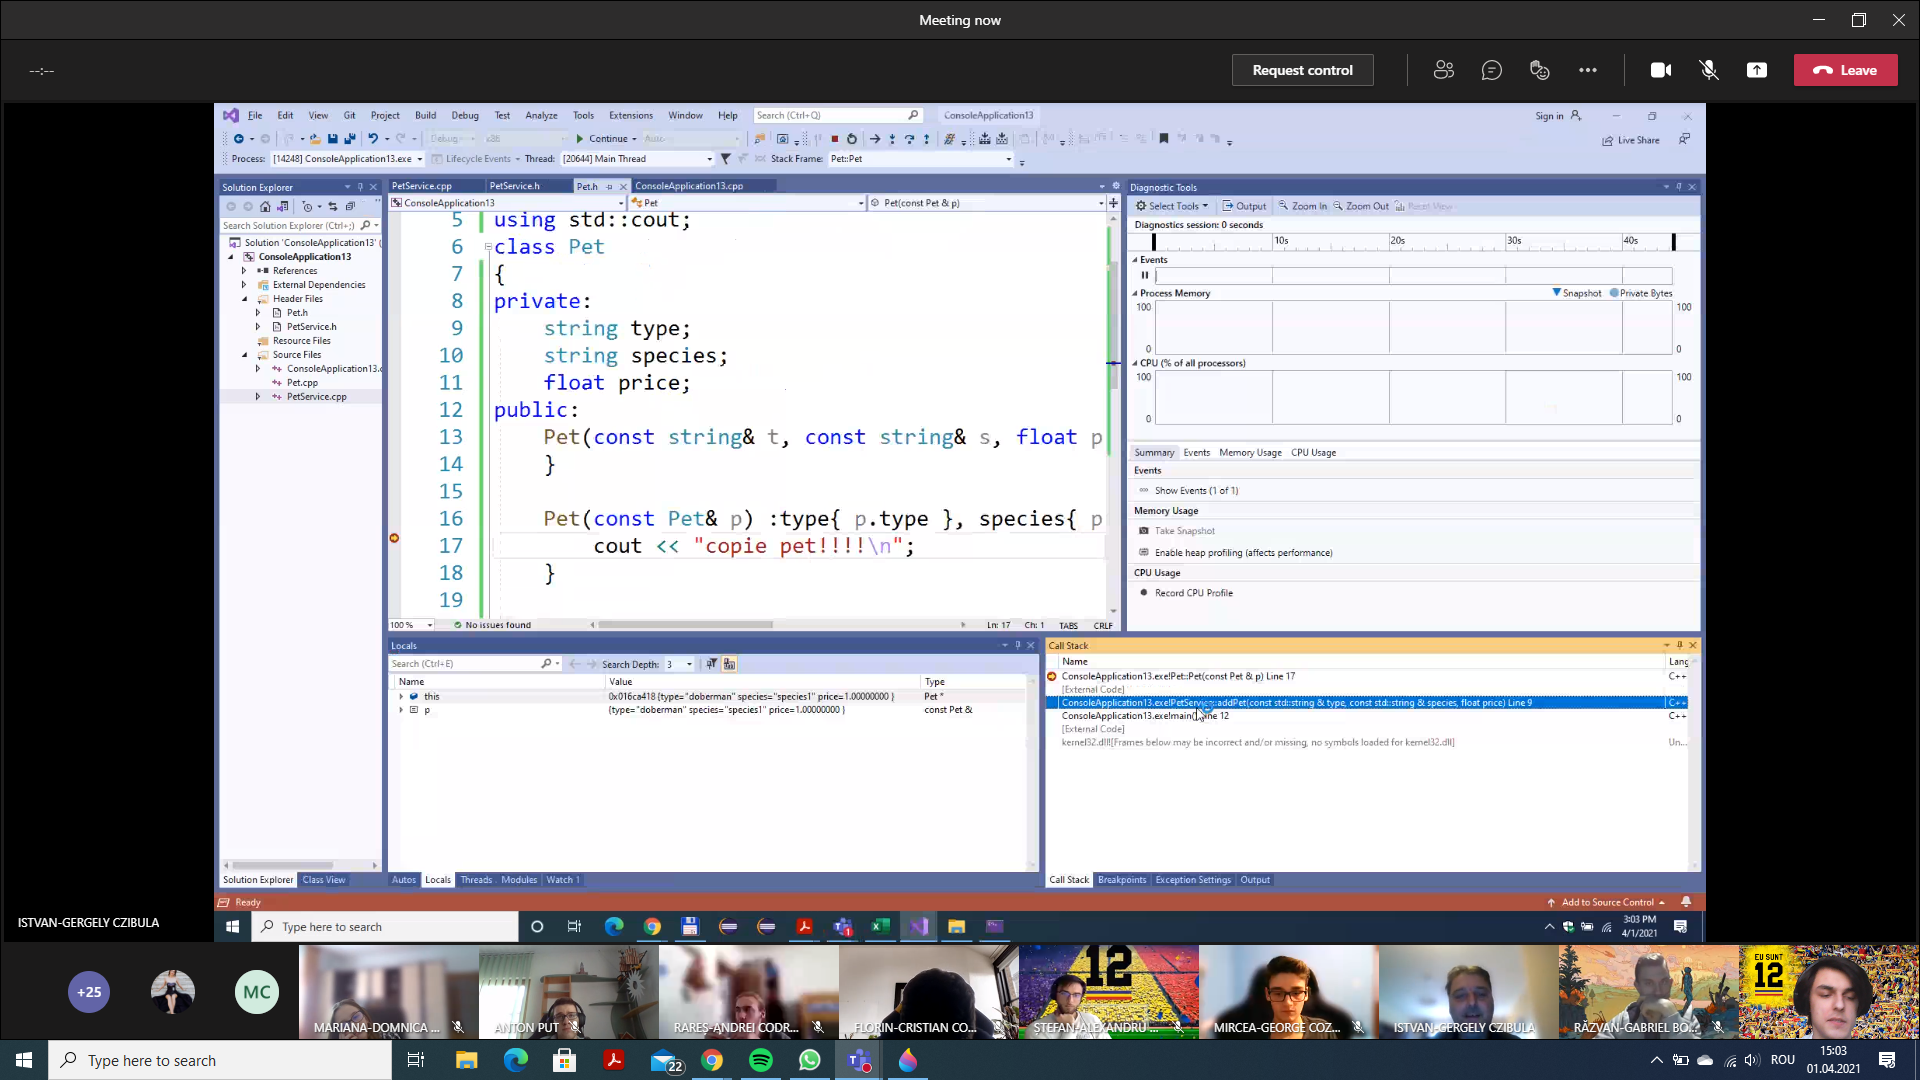 Meeting now
--:--
Request control
Leave
File Edit View Git Project Build Debug Test Analyze Tools Extensions Window Help Search (Ctrl+Q) ConsoleApplication13
Sign in
Debug x86 Continue Auto
Live Share
Process: [14248] ConsoleApplication13.exe Lifecycle Events Thread: [20644] Main Thread Stack Frame: Pet::Pet
Solution Explorer
Search Solution Explorer (Ctrl+;)
Solution 'ConsoleApplication13' (
ConsoleApplication13
References
External Dependencies
Header Files
Pet.h
PetService.h
Resource Files
Source Files
ConsoleApplication13.c
Pet.cpp
PetService.cpp
Solution Explorer Class View
PetService.cpp PetService.h Pet.h ConsoleApplication13.cpp
ConsoleApplication13 Pet Pet(const Pet & p)
5 using std::cout;
6 class Pet
7 {
8 private:
9 string type;
10 string species;
11 float price;
12 public:
13 Pet(const string& t, const string& s, float p
14 }
15
16 Pet(const Pet& p) :type{ p.type }, species{ p
17 cout << "copie pet!!!!\n";
18 }
19
100 % No issues found Ln: 17 Ch: 1 TABS CRLF
Diagnostic Tools
Select Tools Output Zoom In Zoom Out Reset View
Diagnostics session: 0 seconds
10s 20s 30s 40s
Events
Process Memory Snapshot Private Bytes
100 100
0 0
CPU (% of all processors)
100 100
0 0
Summary Events Memory Usage CPU Usage
Events
Show Events (1 of 1)
Memory Usage
Take Snapshot
Enable heap profiling (affects performance)
CPU Usage
Record CPU Profile
Locals
Search (Ctrl+E) Search Depth: 3
Name Value Type
this 0x016ca418 {type="doberman" species="species1" price=1.00000000 } Pet *
p {type="doberman" species="species1" price=1.00000000 } const Pet &
Autos Locals Threads Modules Watch 1
Call Stack
Name Lang
ConsoleApplication13.exe!Pet::Pet(const Pet & p) Line 17 C++
[External Code]
ConsoleApplication13.exe!PetService::addPet(const std::string & type, const std::string & species, float price) Line 9 C++
ConsoleApplication13.exe!main() Line 12 C++
[External Code]
kernel32.dll![Frames below may be incorrect and/or missing, no symbols loaded for kernel32.dll] Un...
Call Stack Breakpoints Exception Settings Output
Ready
Add to Source Control
ISTVAN-GERGELY CZIBULA
Type here to search
3:03 PM
4/1/2021
+25
MC
MARIANA-DOMNICA ...
ANTON PUT
RARES-ANDREI CODR...
FLORIN-CRISTIAN CO...
12
STEFAN-ALEXANDRU ...
MIRCEA-GEORGE COZ...
ISTVAN-GERGELY CZIBULA
RĂZVAN-GABRIEL BO...
EU SUNT
12
Type here to search
22
ROU
15:03
01.04.2021